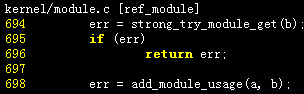 kernel/module.c [ref_module]
694         err = strong_try_module_get(b);
695         if (err)
696                 return err;
697
698         err = add_module_usage(a, b);